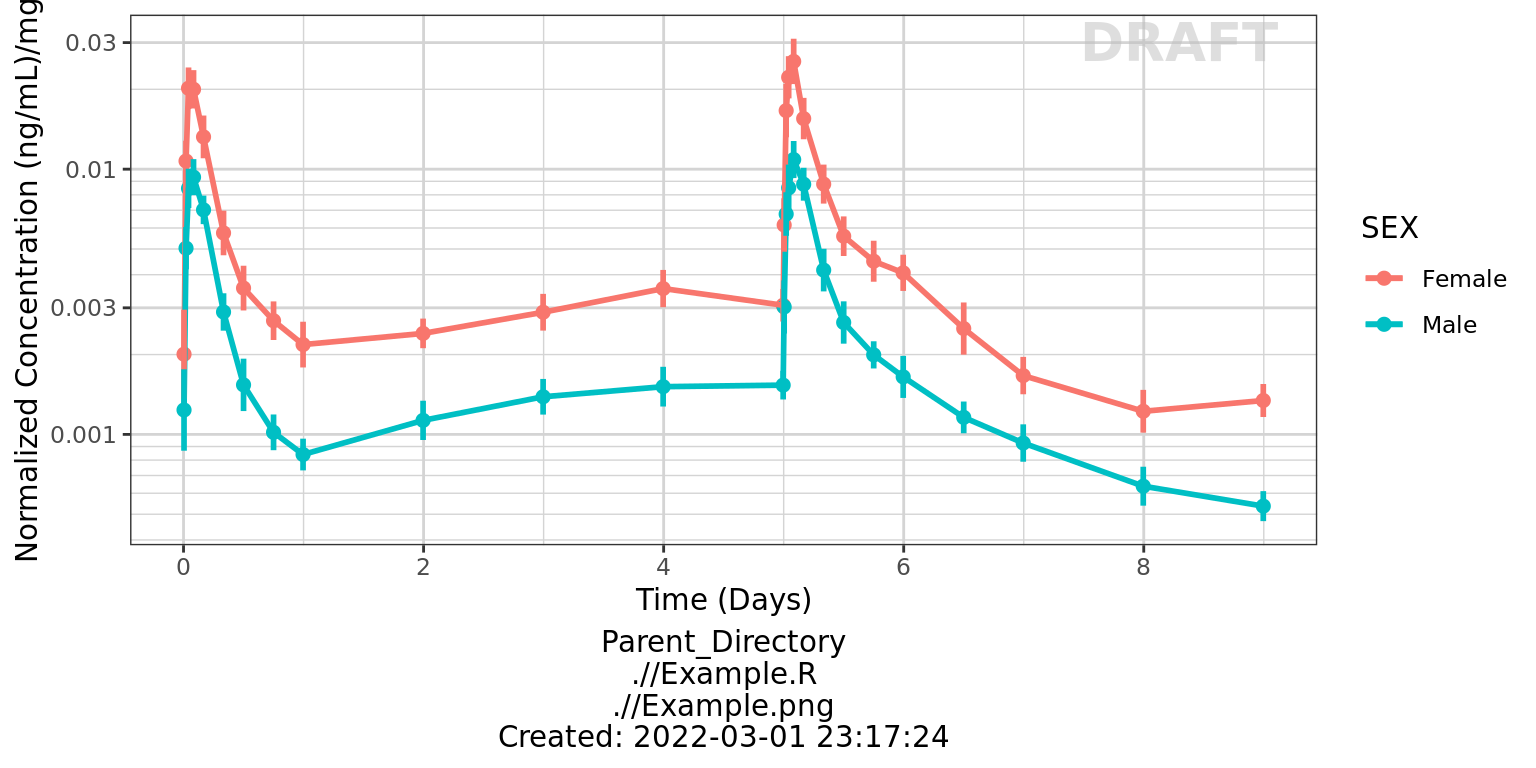 DRAFT
Normalized Concentration (ng/mL)/mg
0.03
0.01
0.003
0.001
0 2 4 6 8
Time (Days)
SEX
Female
Male
Parent_Directory
.//Example.R
.//Example.png
Created: 2022-03-01 23:17:24